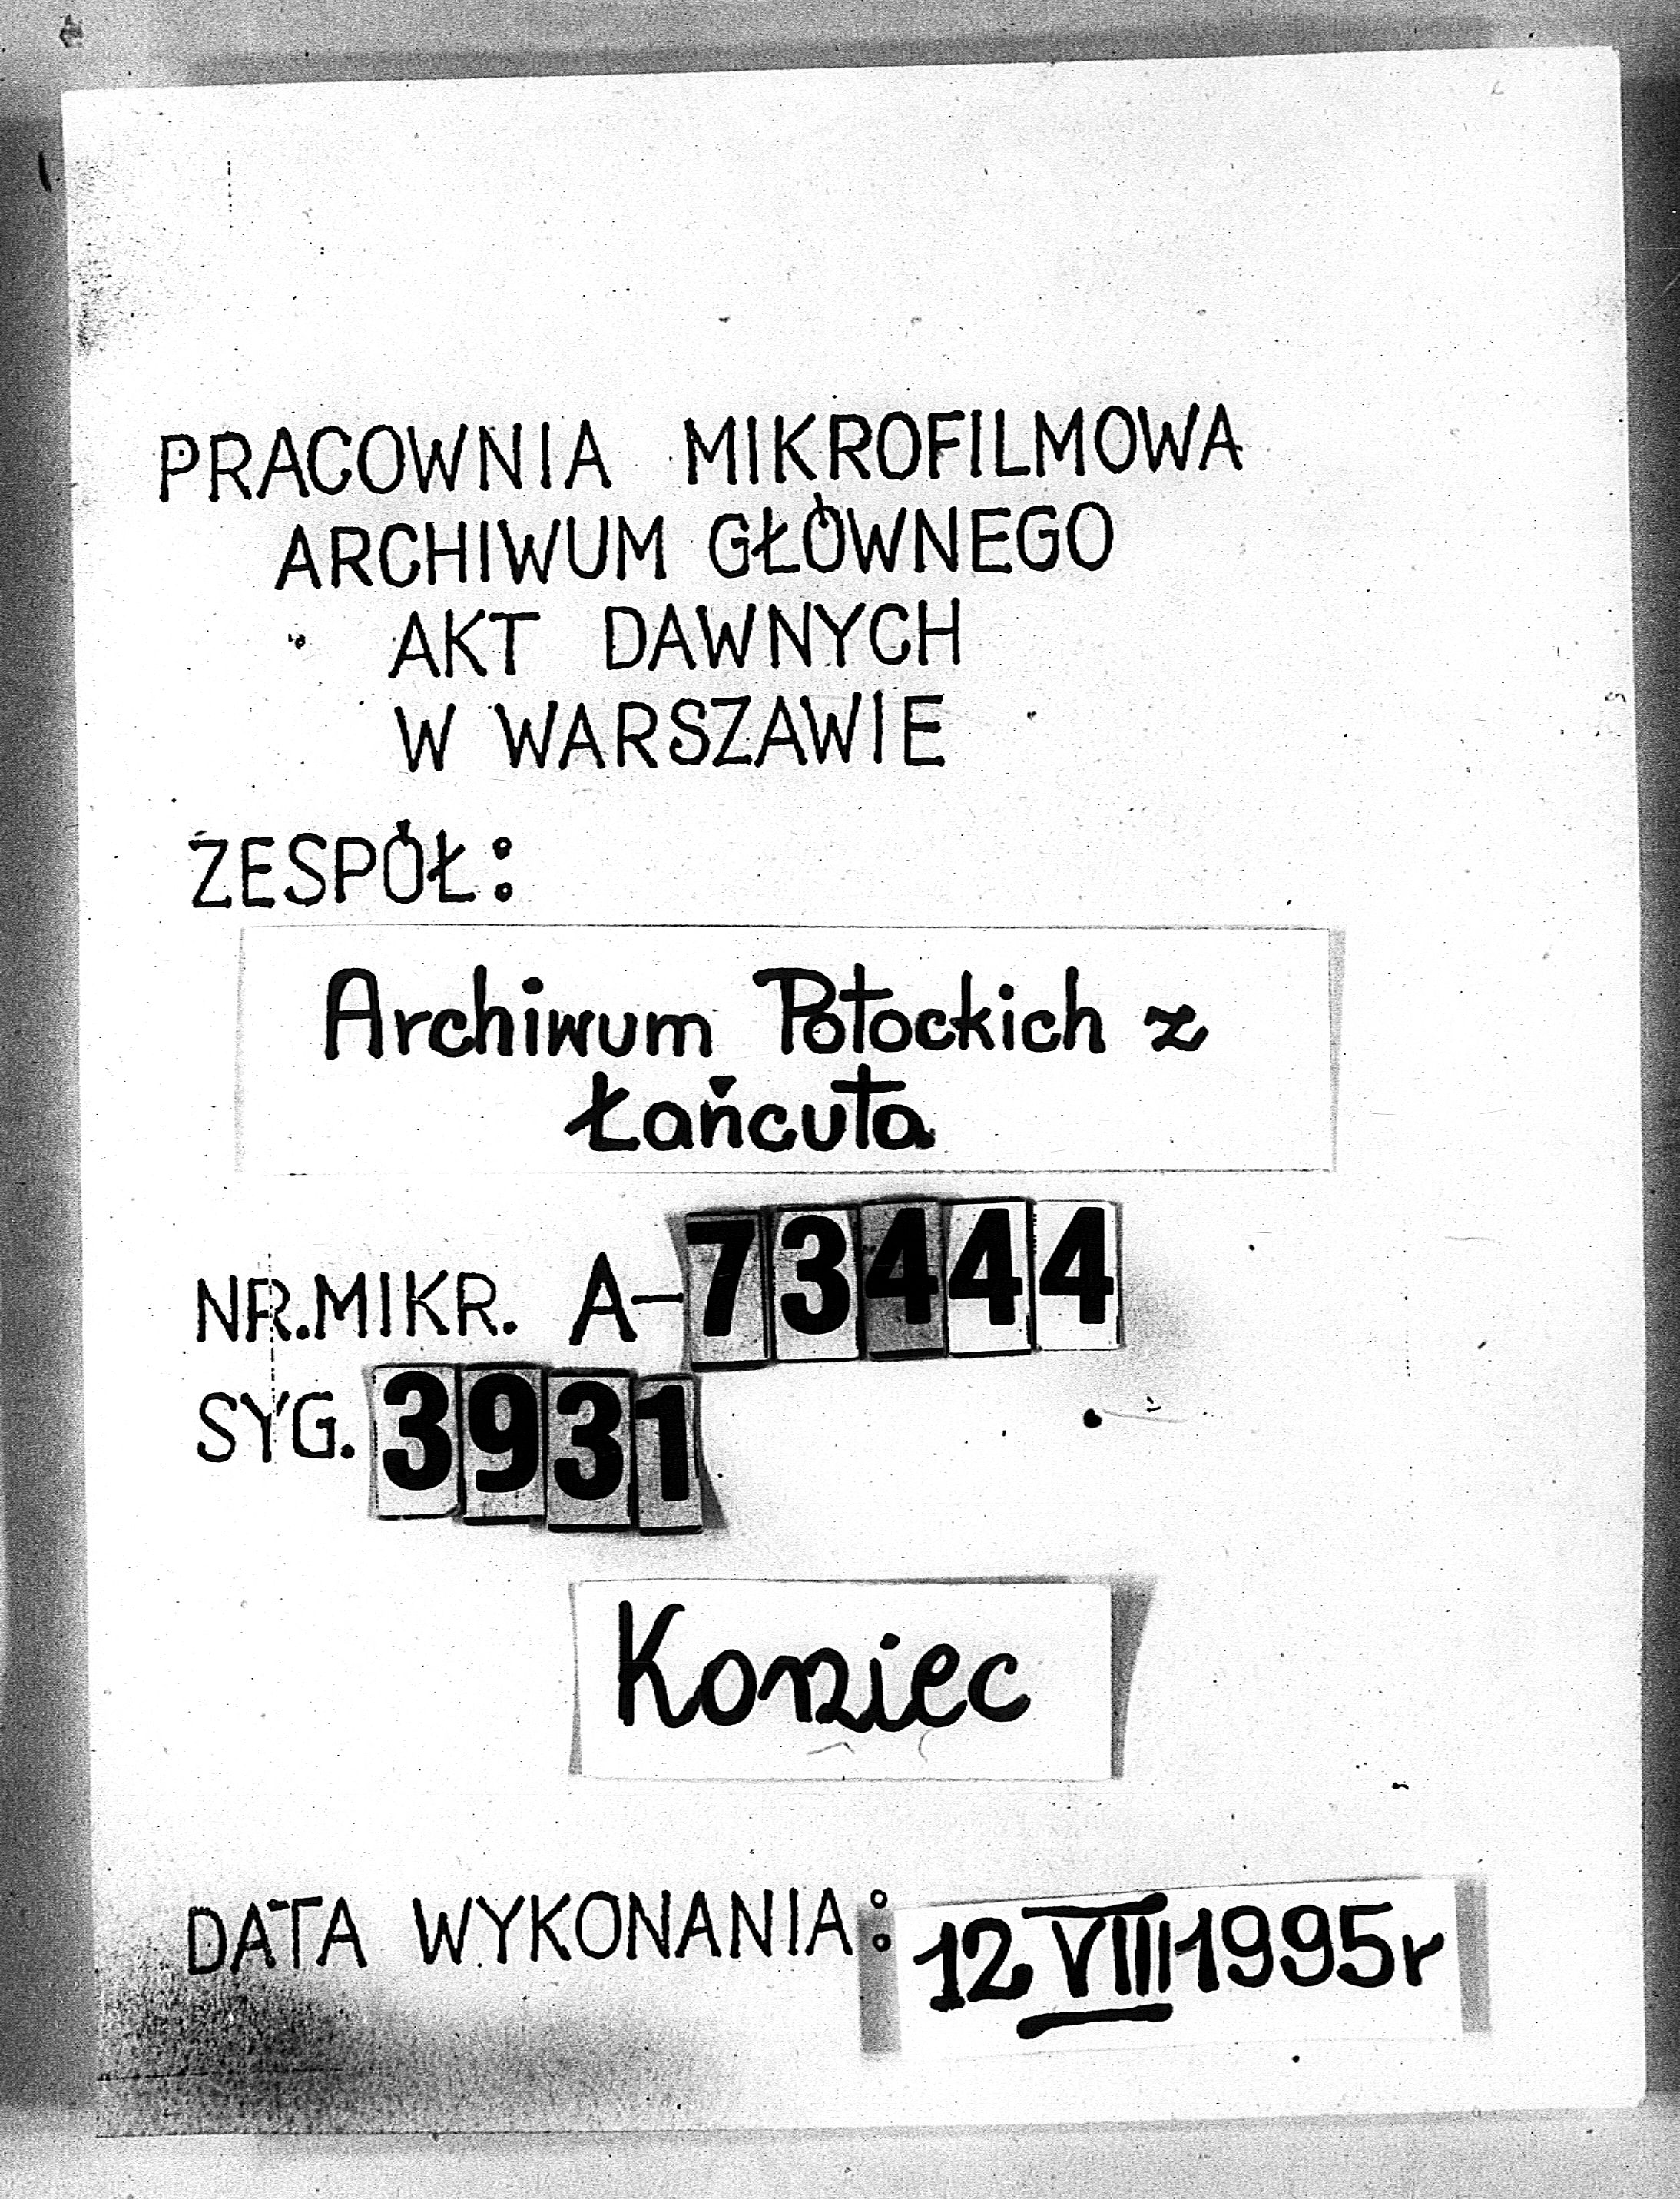 PRACOWNIA MIKROFILMOWA
ARCHIWUM GŁÓWNEGO
AKT DAWNYCH
W WARSZAWIE
ZESPÓŁ:
Archiwum Potockich z
Łańcuta
NR.MIKR. A-73444
SYG. 3931
Koniec
DATA WYKONANIA: 12 VIII 1995r